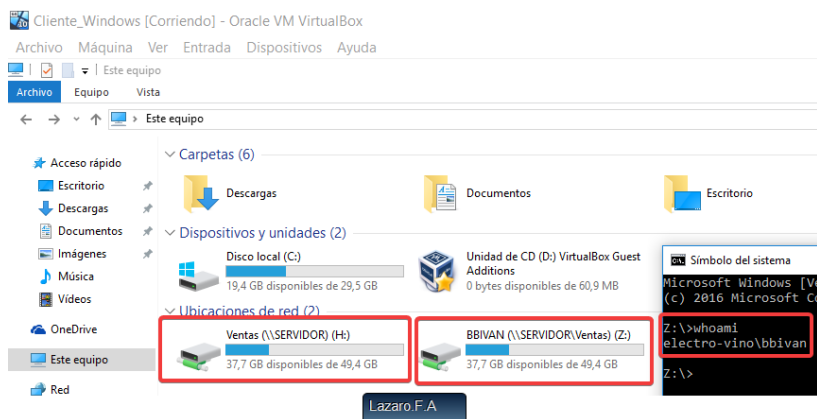 Cliente_Windows [Corriendo] - Oracle VM VirtualBox
Archivo Máquina Ver Entrada Dispositivos Ayuda
Este equipo
Archivo Equipo Vista
Este equipo
Acceso rápido
Escritorio
Descargas
Documentos
Imágenes
Música
Vídeos
OneDrive
Este equipo
Red
Carpetas (6)
Descargas
Documentos
Escritorio
Dispositivos y unidades (2)
Disco local (C:)
19,4 GB disponibles de 29,5 GB
Unidad de CD (D:) VirtualBox Guest
Additions
0 bytes disponibles de 60,9 MB
Ubicaciones de red (2)
Ventas (\\SERVIDOR) (H:)
37,7 GB disponibles de 49,4 GB
BBIVAN (\\SERVIDOR\Ventas) (Z:)
37,7 GB disponibles de 49,4 GB
Símbolo del sistema
Microsoft Windows [Ve
(c) 2016 Microsoft Co
Z:\>whoami
electro-vino\bbivan
Z:\>
Lazaro.F.A